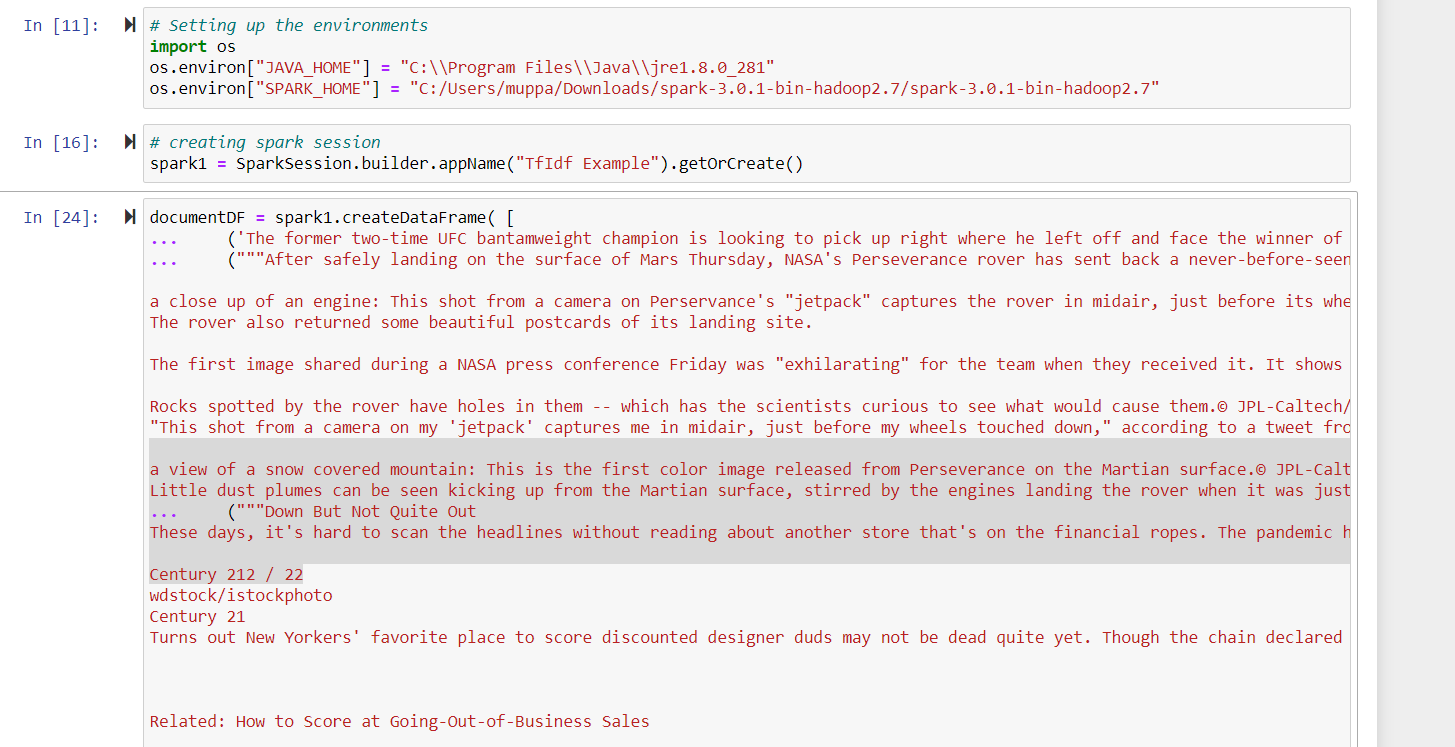 In [11]:
# Setting up the environments
import os
os.environ["JAVA_HOME"] = "C:\\Program Files\\Java\\jre1.8.0_281"
os.environ["SPARK_HOME"] = "C:/Users/muppa/Downloads/spark-3.0.1-bin-hadoop2.7/spark-3.0.1-bin-hadoop2.7"
In [16]:
# creating spark session
spark1 = SparkSession.builder.appName("TfIdf Example").getOrCreate()
In [24]:
documentDF = spark1.createDataFrame( [
...     ('The former two-time UFC bantamweight champion is looking to pick up right where he left off and face the winner of
...     ("""After safely landing on the surface of Mars Thursday, NASA's Perseverance rover has sent back a never-before-seen
a close up of an engine: This shot from a camera on Perservance's "jetpack" captures the rover in midair, just before its whe
The rover also returned some beautiful postcards of its landing site.
The first image shared during a NASA press conference Friday was "exhilarating" for the team when they received it. It shows
Rocks spotted by the rover have holes in them -- which has the scientists curious to see what would cause them.© JPL-Caltech/
"This shot from a camera on my 'jetpack' captures me in midair, just before my wheels touched down," according to a tweet fro
a view of a snow covered mountain: This is the first color image released from Perseverance on the Martian surface.© JPL-Calt
Little dust plumes can be seen kicking up from the Martian surface, stirred by the engines landing the rover when it was just
...     ("""Down But Not Quite Out
These days, it's hard to scan the headlines without reading about another store that's on the financial ropes. The pandemic h
Century 212 / 22
wdstock/istockphoto
Century 21
Turns out New Yorkers' favorite place to score discounted designer duds may not be dead quite yet. Though the chain declared
Related: How to Score at Going-Out-of-Business Sales